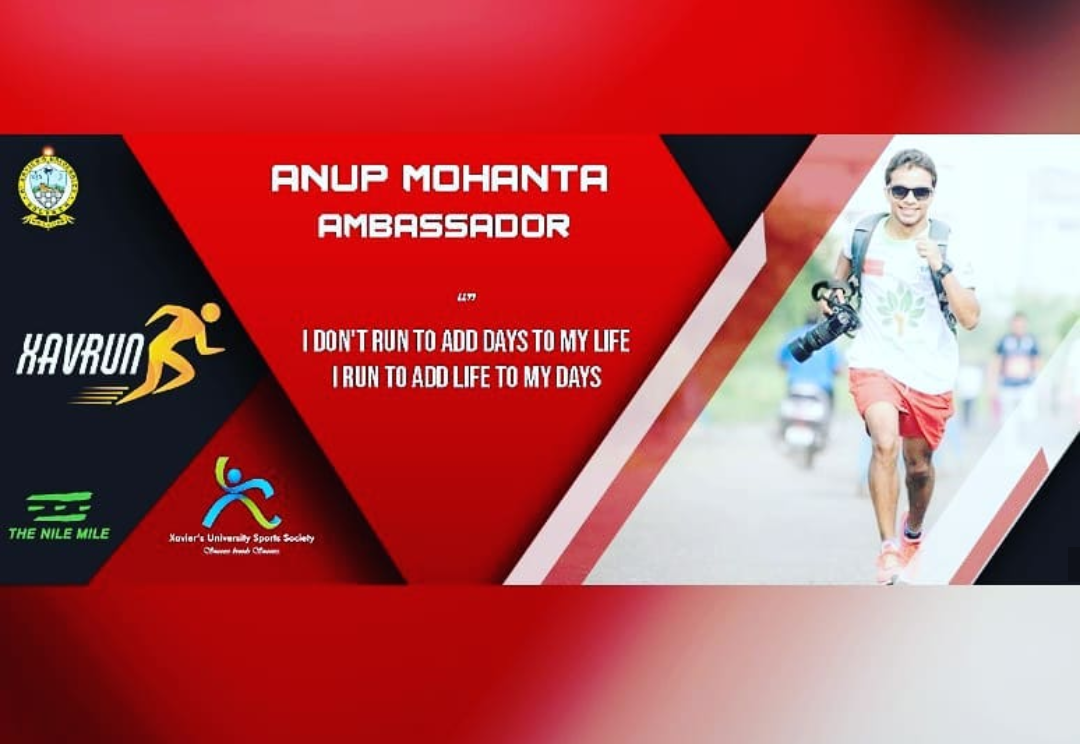 ANUP MOHANTA
AMBASSADOR
“”
I DON'T RUN TO ADD DAYS TO MY LIFE
I RUN TO ADD LIFE TO MY DAYS
XAVRUN
THE NILE MILE
Xavier's University Sports Society